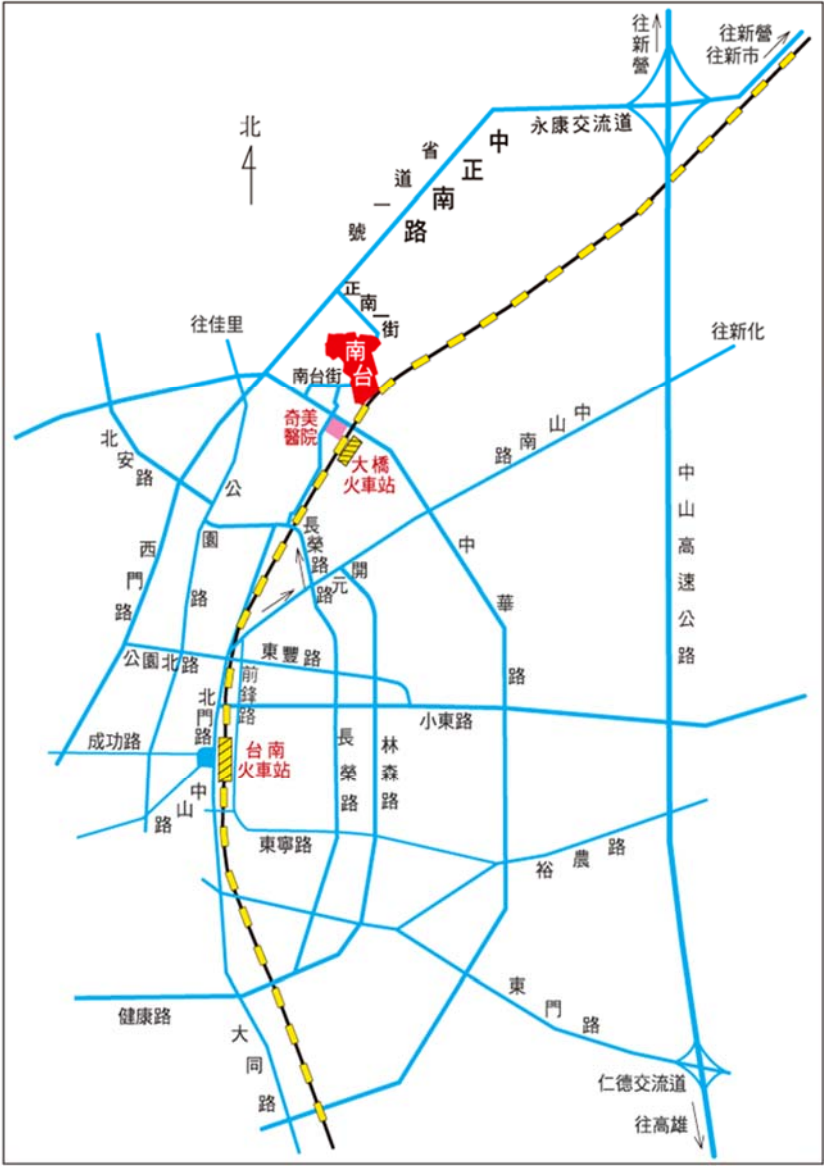 往新營
往新營
往新市
永康交流道
北
省道一號
中正南路
正南一街
往佳里
南台
南台街
往新化
奇美
醫院
大橋
火車站
中山南路
北安路
公園路
長榮路
開元路
中華路
中山高速公路
西門路
公園北路
東豐路
前鋒路
北門路
小東路
成功路
台南
火車站
長榮路
林森路
中山路
東寧路
裕農路
東門路
健康路
大同路
仁德交流道
往高雄